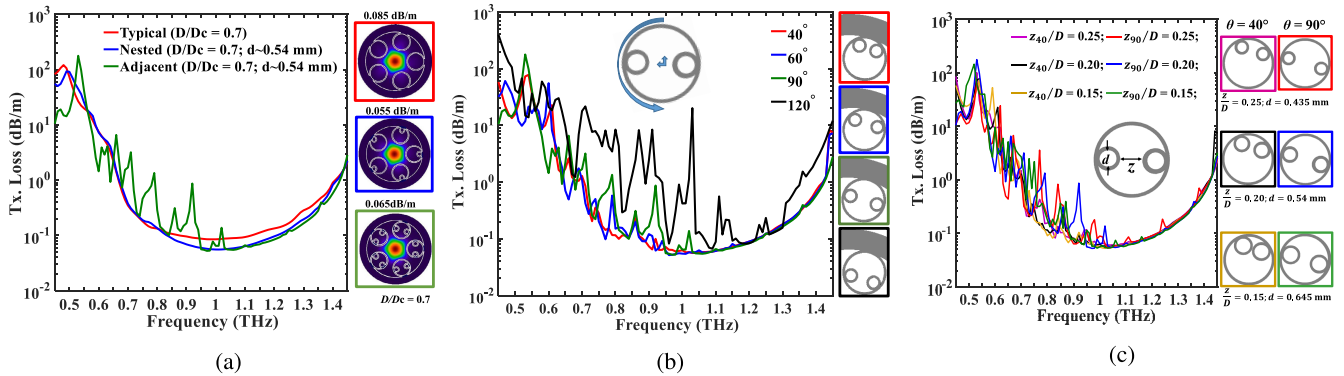 Tx. Loss (dB/m)
10⁴
10³
10²
10¹
10⁰
10⁻¹
10⁻²
Typical (D/Dc = 0.7)
Nested (D/Dc = 0.7; d~0.54 mm)
Adjacent (D/Dc = 0.7; d~0.54 mm)
0.5 0.6 0.7 0.8 0.9 1 1.1 1.2 1.3 1.4
Frequency (THz)
0.085 dB/m
0.055 dB/m
0.065dB/m
D/Dc = 0.7
(a)
Tx. Loss (dB/m)
10⁴
10³
10²
10¹
10⁰
10⁻¹
10⁻²
40°
60°
90°
120°
0.5 0.6 0.7 0.8 0.9 1 1.1 1.2 1.3 1.4
Frequency (THz)
(b)
Tx. Loss (dB/m)
10⁴
10³
10²
10¹
10⁰
10⁻¹
10⁻²
z₄₀/D = 0.25; z₉₀/D = 0.25;
z₄₀/D = 0.20; z₉₀/D = 0.20;
z₄₀/D = 0.15; z₉₀/D = 0.15;
d
z
0.5 0.6 0.7 0.8 0.9 1 1.1 1.2 1.3 1.4
Frequency (THz)
θ = 40° θ = 90°
z/D = 0,25; d = 0,435 mm
z/D = 0,20; d = 0,54 mm
z/D = 0,15; d = 0,645 mm
(c)